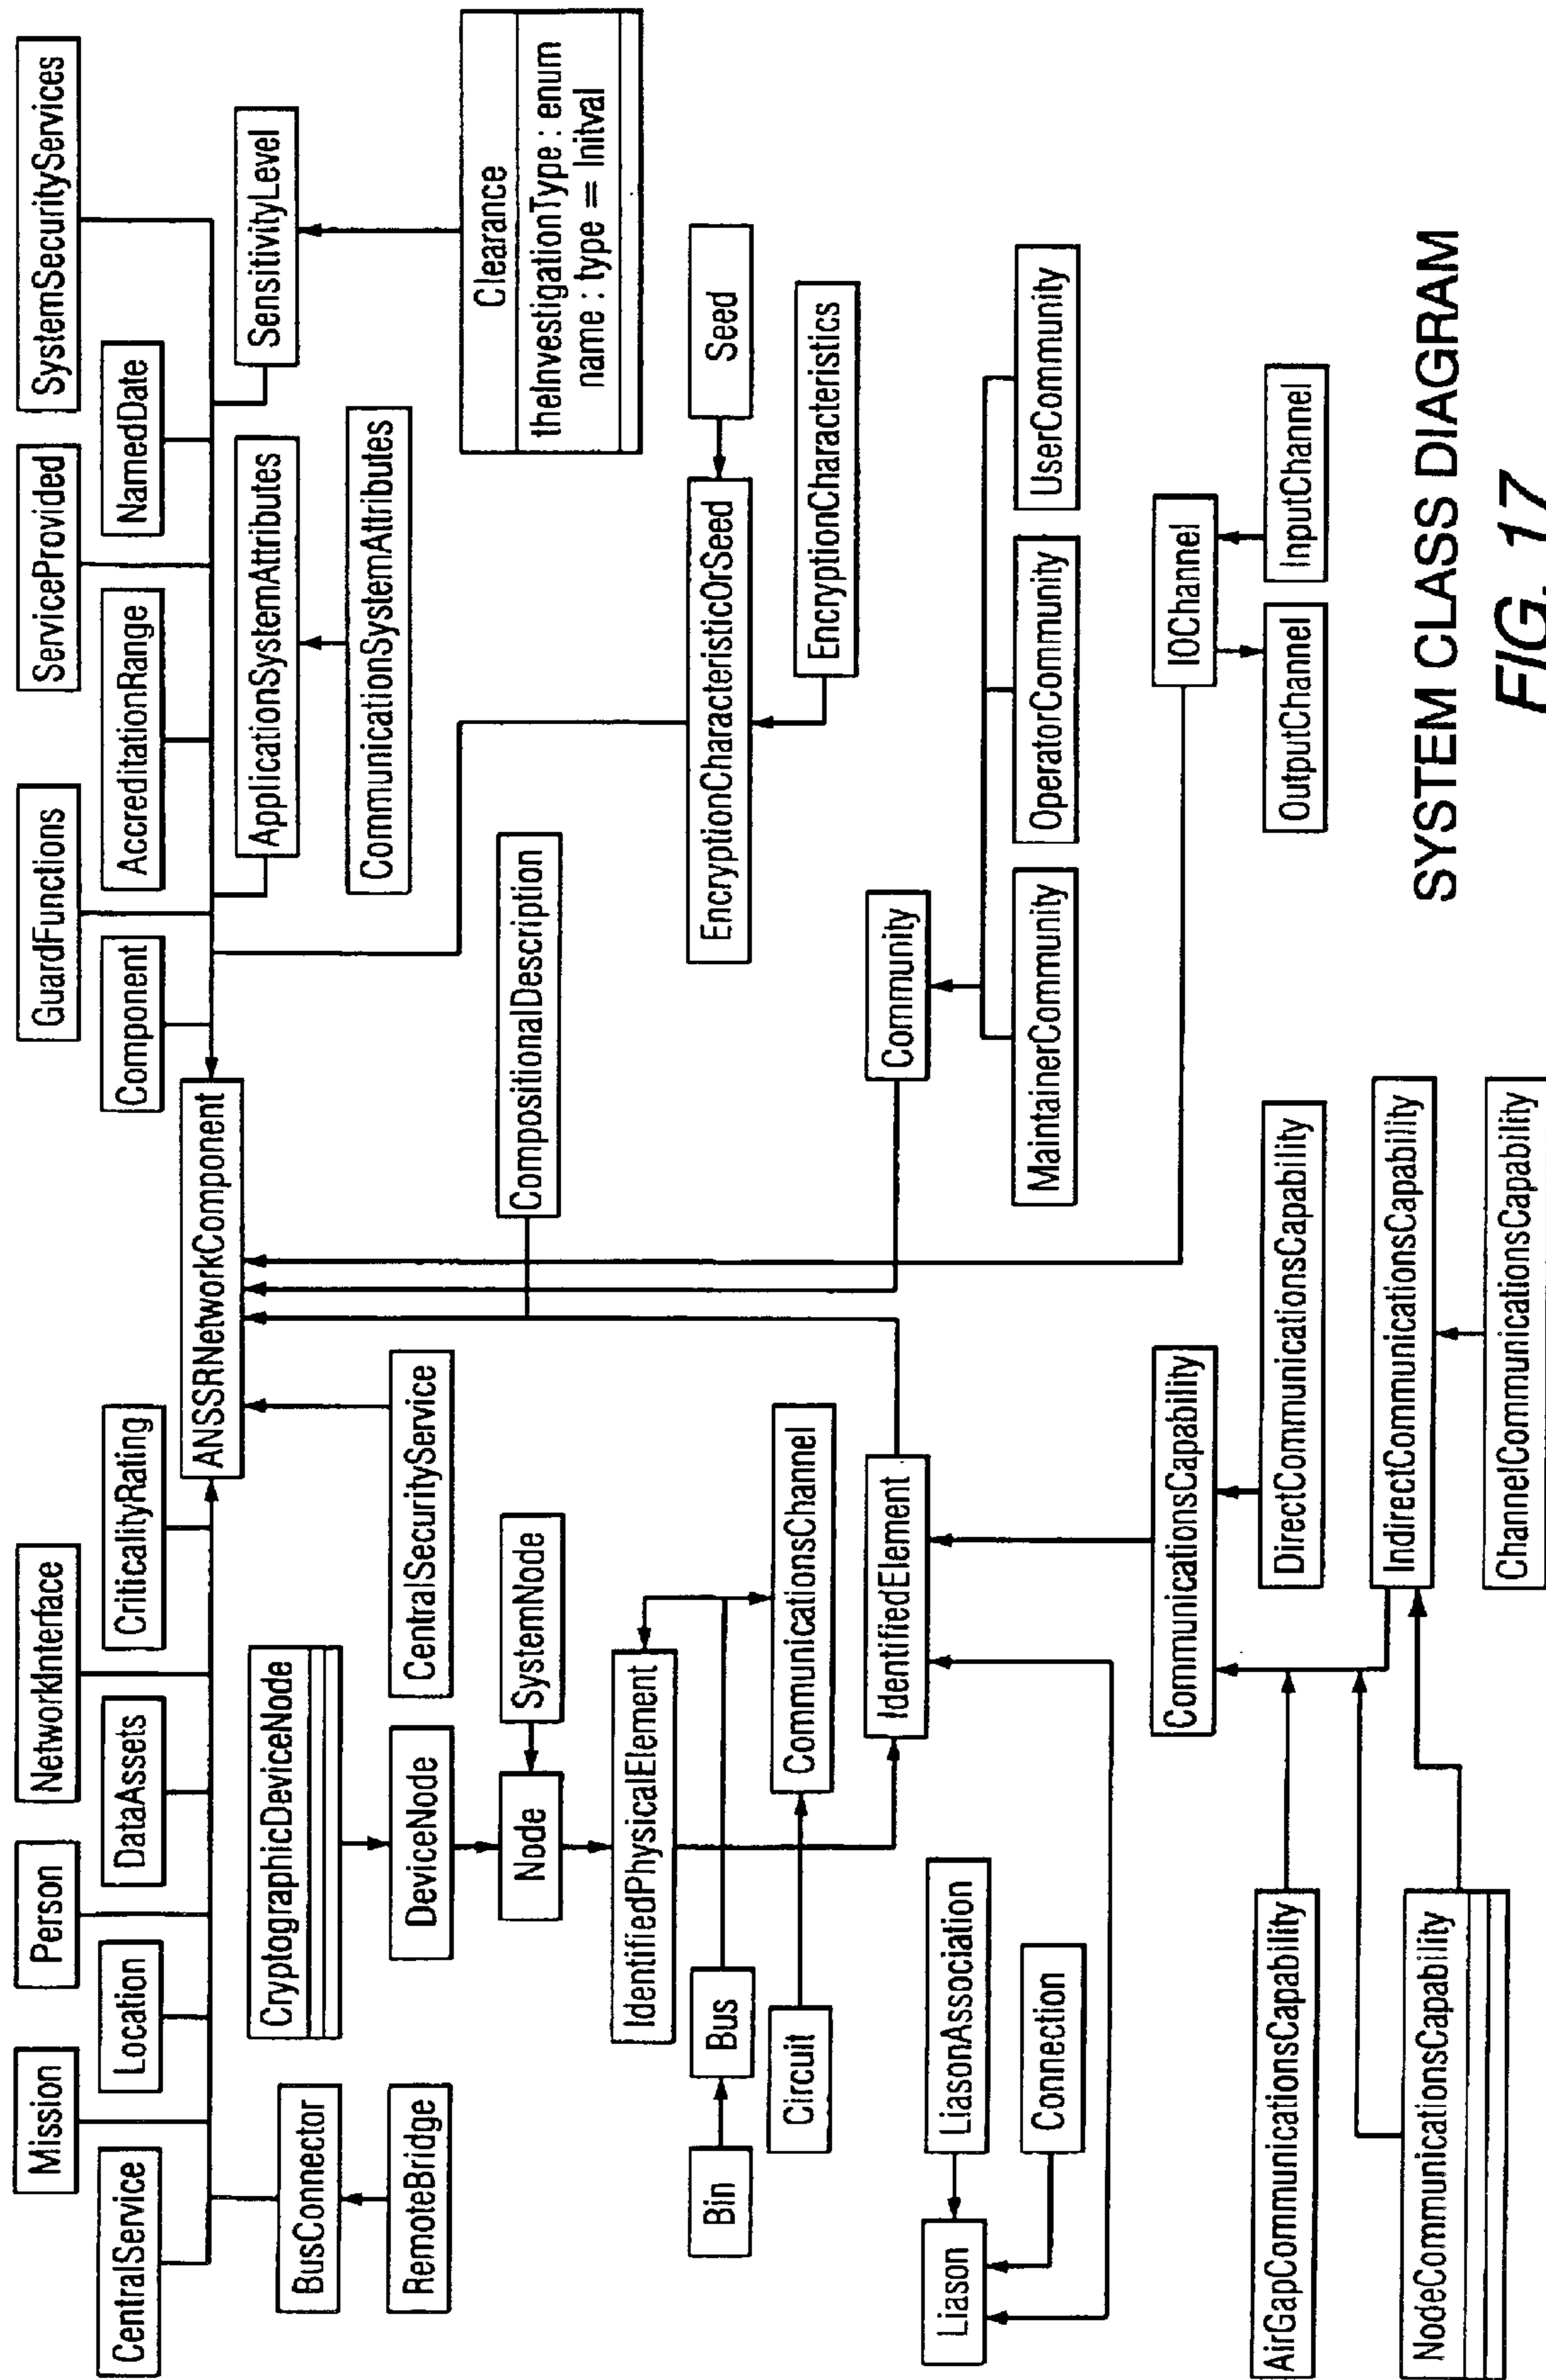 Mission
Person
NetworkInterface
GuardFunctions
ServiceProvided
SystemSecurityServices
CentralService
Location
DataAssets
CriticalityRating
Component
AccreditationRange
NamedDate
ANSSRNetworkComponent
BusConnector
CryptographicDeviceNode
ApplicationSystemAttributes
SensitivityLevel
RemoteBridge
DeviceNode
CentralSecurityService
CommunicationSystemAttributes
Clearance
theInvestigationType : enum
name : type = Initval
Node
SystemNode
CompositionalDescription
IdentifiedPhysicalElement
Bin
Bus
EncryptionCharacteristicOrSeed
Seed
Circuit
CommunicationsChannel
EncryptionCharacteristics
IdentifiedElement
Community
Liason
LiasonAssociation
Connection
MaintainerCommunity
OperatorCommunity
UserCommunity
CommunicationsCapability
IOChannel
AirGapCommunicationsCapability
DirectCommunicationsCapability
OutputChannel
InputChannel
IndirectCommunicationsCapability
NodeCommunicationsCapability
ChannelCommunicationsCapability
SYSTEM CLASS DIAGRAM
FIG. 17